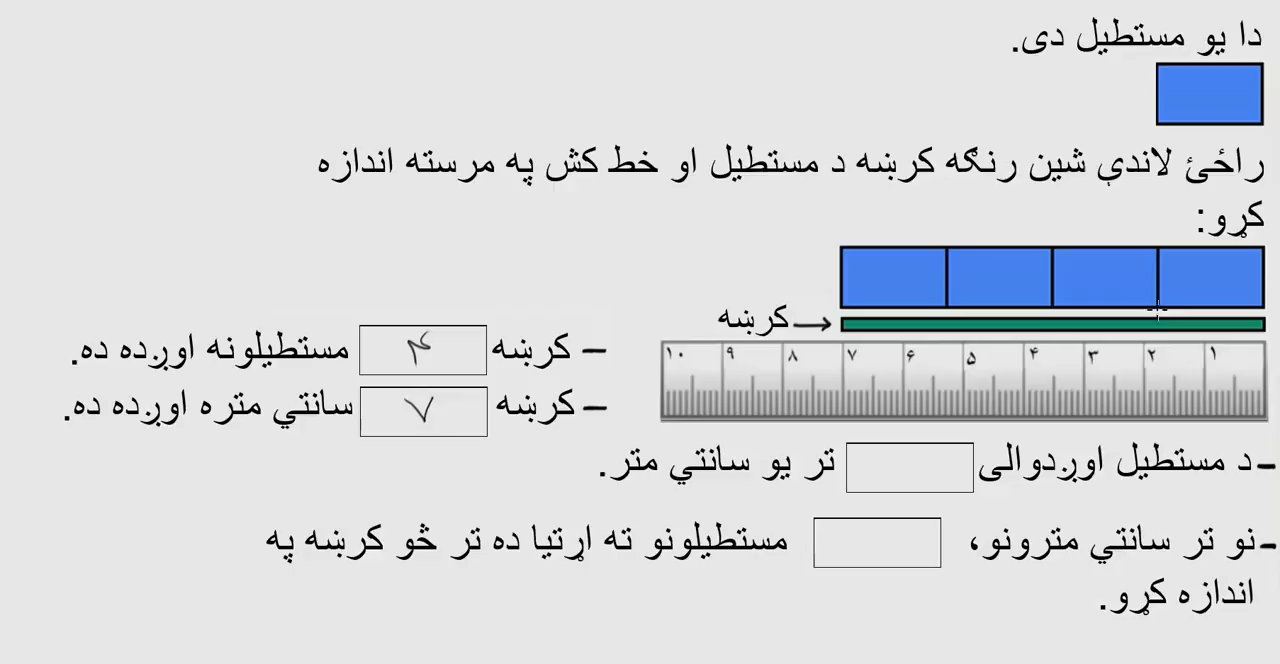 دا یو مستطیل دی.
راځئ لاندې شین رنګه کرښه د مستطیل او خط کش په مرسته اندازه
کړو:
کرښه→
۱۰ ۹ ۸ ۷ ۶ ۵ ۴ ۳ ۲ ۱
– کرښه ۴ مستطیلونه اوږده ده.
– کرښه ۷ سانتي متره اوږده ده.
-د مستطیل اوږدوالی تر یو سانتي متر.
-نو تر سانتي مترونو، مستطیلونو ته اړتیا ده تر څو کرښه په
اندازه کړو.